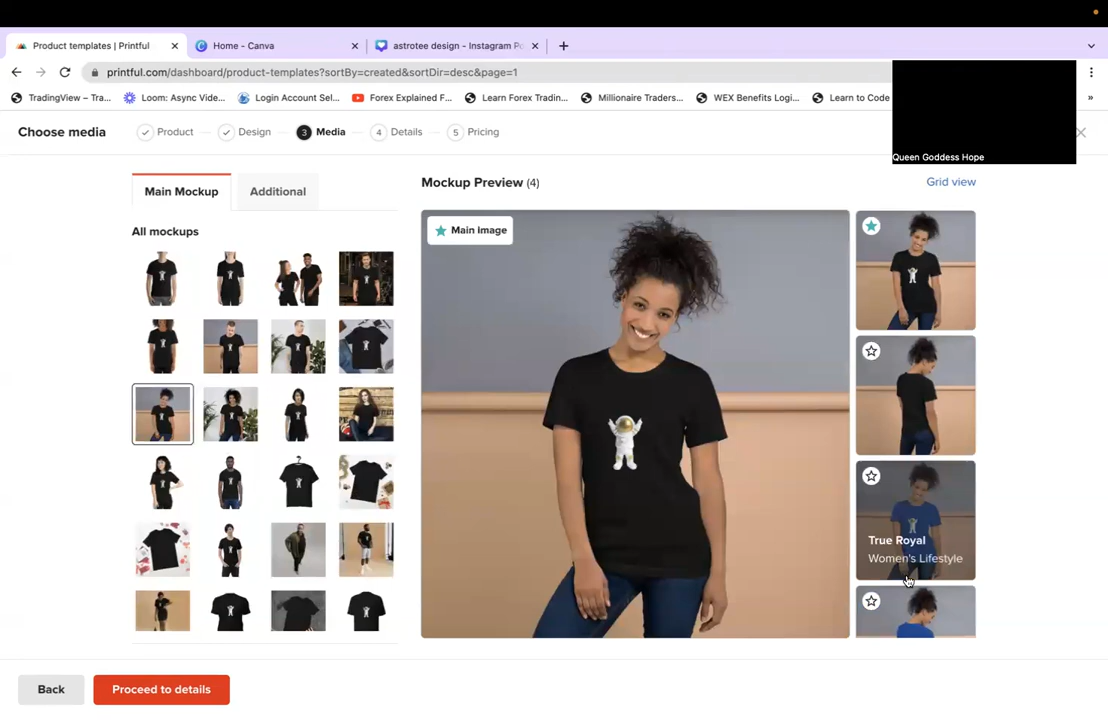 Product templates | Printful
Home - Canva
astrotee design - Instagram Po
printful.com/dashboard/product-templates?sortBy=created&sortDir=desc&page=1
TradingView – Tra...
Loom: Async Vide...
Login Account Sel...
Forex Explained F...
Learn Forex Tradin...
Millionaire Traders...
WEX Benefits Logi...
Learn to Code
»
Queen Goddess Hope
Choose media
Product
Design
3 Media
4 Details
5 Pricing
Main Mockup
Additional
Mockup Preview (4)
Grid view
All mockups
Main image
True Royal
Women's Lifestyle
Back
Proceed to details